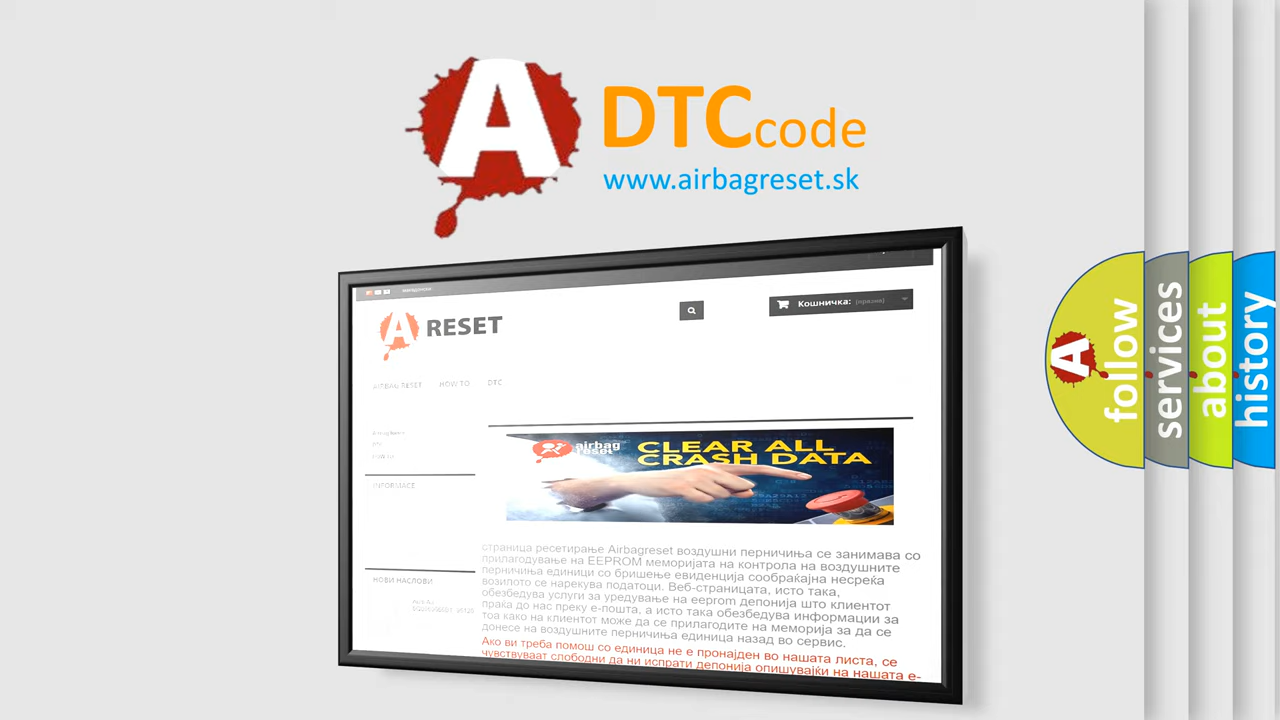 A
DTCcode
www.airbagreset.sk
A RESET
Кошничка: (празна)
AIRBAG RESET HOW TO DTC
INFORMACE
airbag
reset
CLEAR ALL
CRASH DATA
страница ресетирање Airbagreset воздушни перничиња се занимава со
прилагодување на EEPROM меморијата на контрола на воздушните
перничиња единици со бришење евиденција сообраќајна несреќа
возилото се нарекува податоци. Веб-страницата, исто така,
обезбедува услуги за уредување на eeprom депонија што клиентот
праќа до нас преку е-пошта, а исто така обезбедува информации за
тоа како на клиентот може да се прилагодите на меморија за да се
донесе на воздушните перничиња единица назад во сервис.
Ако ви треба помош со единица не е пронајден во нашата листа, се
чувствуваат слободни да ни испрати депонија опишувајќи на нашата е-
НОВИ НАСЛОВИ
A
follow
services
about
history